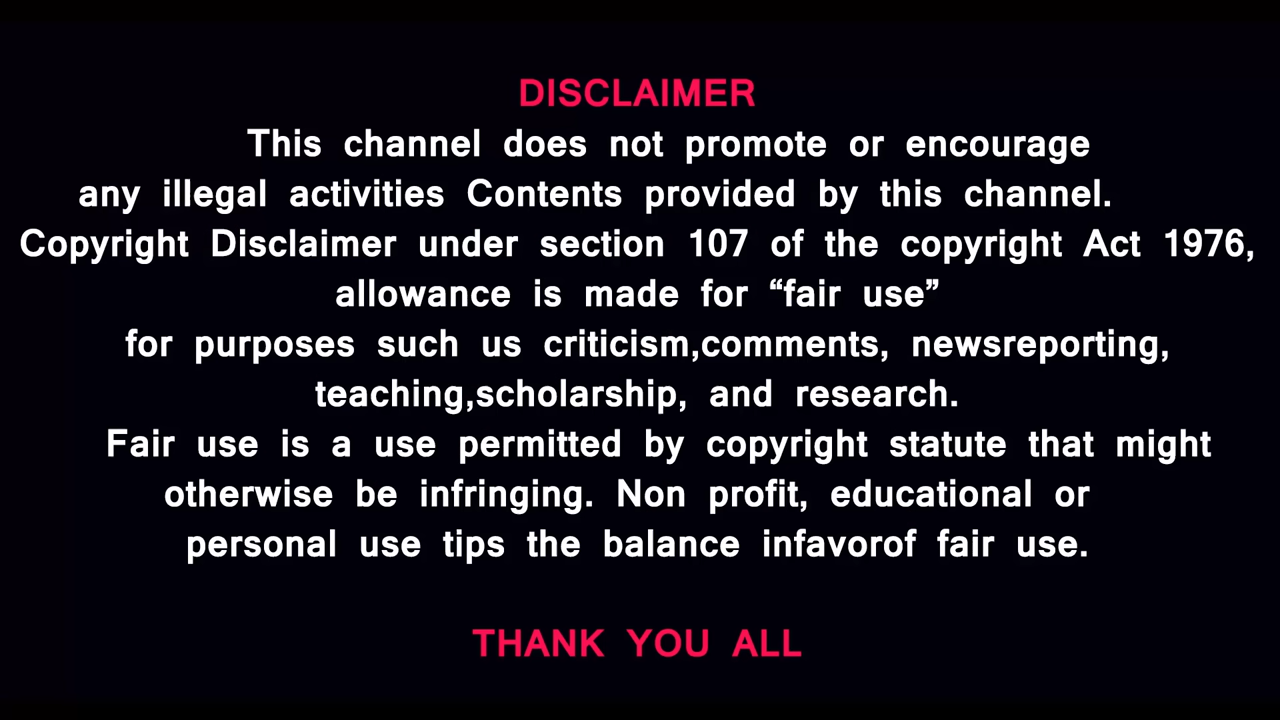 DISCLAIMER
This channel does not promote or encourage
any illegal activities Contents provided by this channel.
Copyright Disclaimer under section 107 of the copyright Act 1976,
allowance is made for “fair use”
for purposes such us criticism,comments, newsreporting,
teaching,scholarship, and research.
Fair use is a use permitted by copyright statute that might
otherwise be infringing. Non profit, educational or
personal use tips the balance infavorof fair use.
THANK YOU ALL